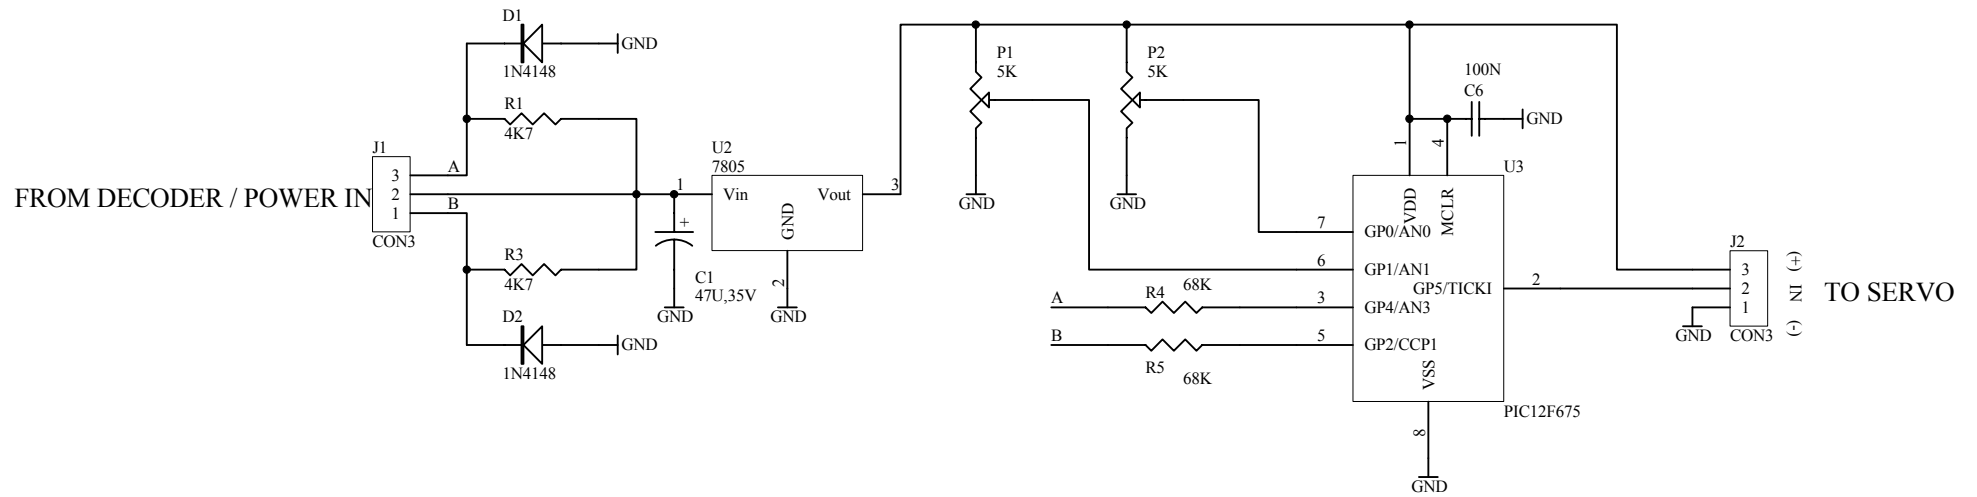 D1
GND
1N4148
R1
4K7
J1
A
3
2
1
B
CON3
FROM DECODER / POWER IN
R3
4K7
D2
GND
1N4148
U2
7805
1
Vin
Vout
GND
3
2
GND
+
C1
47U,35V
GND
P1
5K
GND
P2
5K
GND
100N
C6
GND
1
4
U3
VDD
MCLR
7
GP0/AN0
6
GP1/AN1
GP5/TICKI
2
A
R4
68K
3
GP4/AN3
B
R5
68K
5
GP2/CCP1
VSS
PIC12F675
8
GND
J2
3
2
1
CON3
GND
(+) IN (-)
TO SERVO